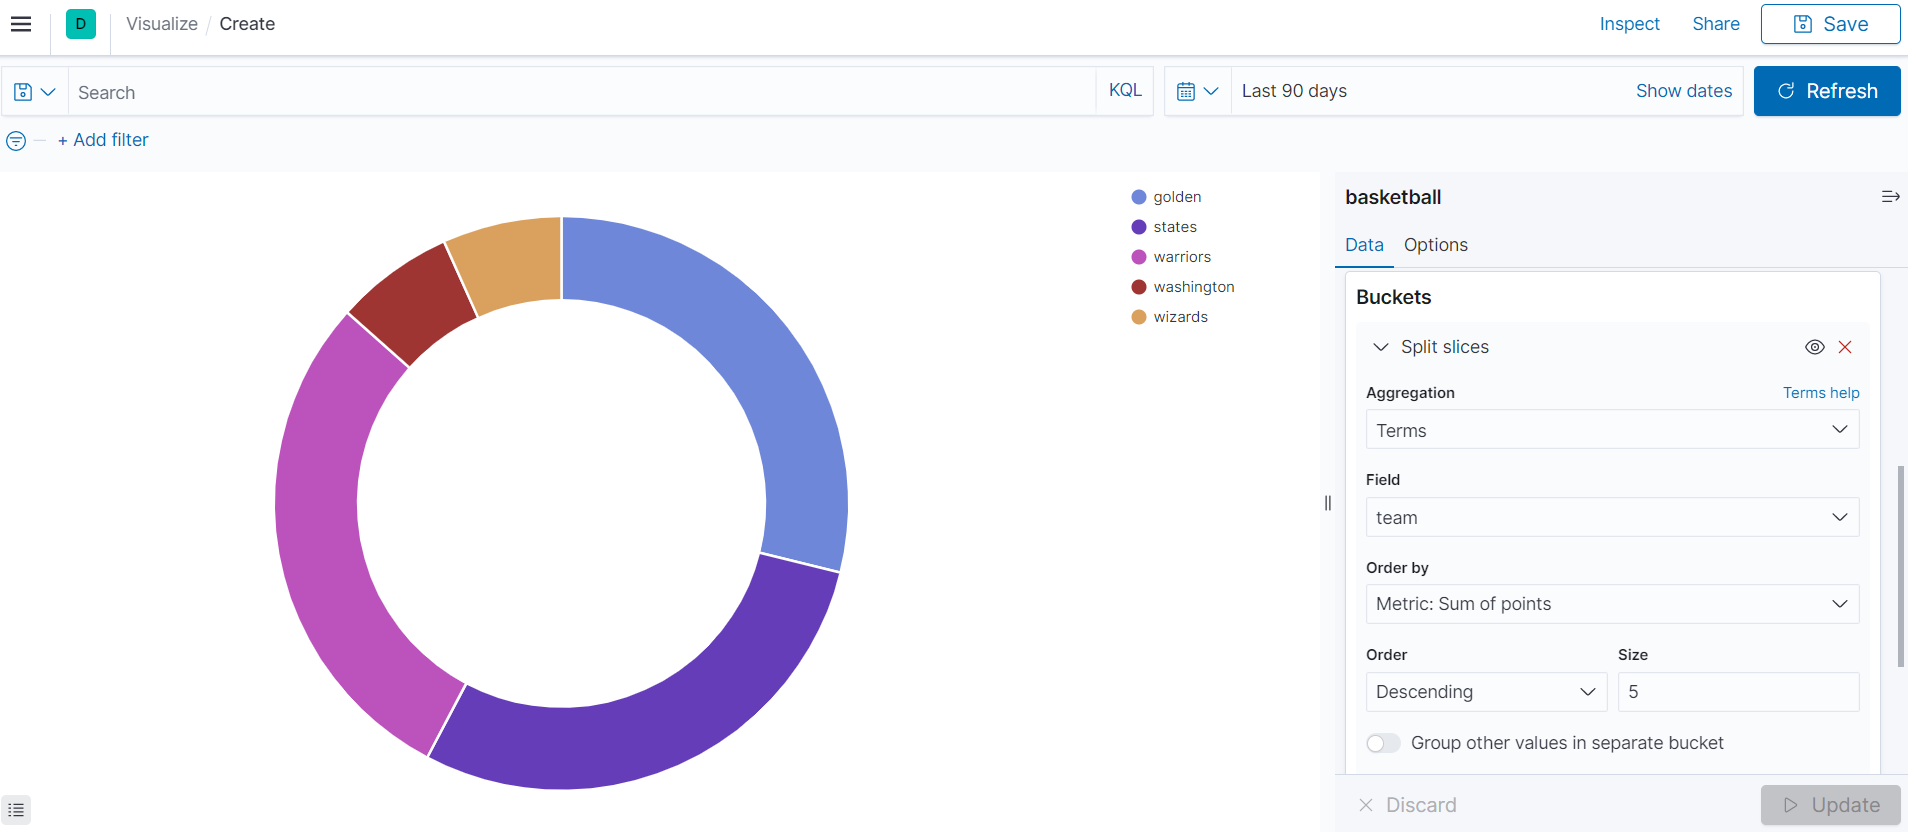 D Visualize / Create Inspect Share Save
Search KQL Last 90 days Show dates Refresh
+ Add filter
golden
states
warriors
washington
wizards
basketball
Data Options
Buckets
Split slices
Aggregation Terms help
Terms
Field
team
Order by
Metric: Sum of points
Order Size
Descending 5
Group other values in separate bucket
Discard Update